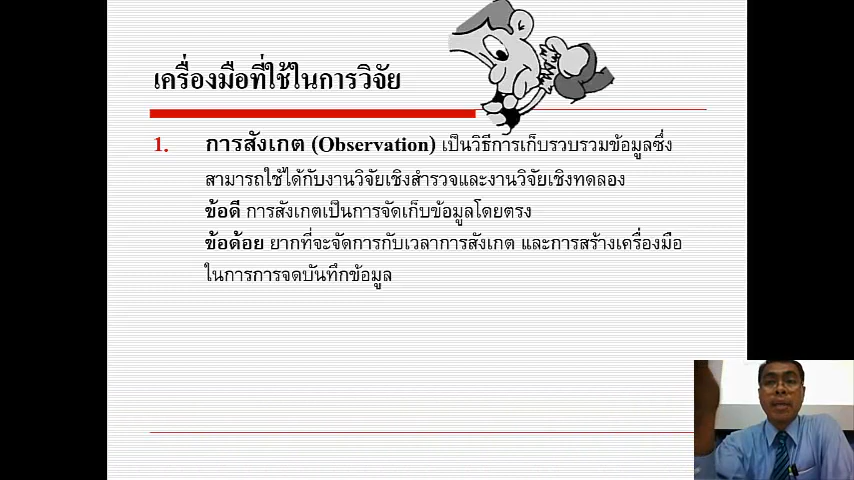 เครื่องมือที่ใช้ในการวิจัย
1. การสังเกต (Observation) เป็นวิธีการเก็บรวบรวมข้อมูลซึ่ง
สามารถใช้ได้กับงานวิจัยเชิงสำรวจและงานวิจัยเชิงทดลอง
ข้อดี การสังเกตเป็นการจัดเก็บข้อมูลโดยตรง
ข้อด้อย ยากที่จะจัดการกับเวลาการสังเกต และการสร้างเครื่องมือ
ในการการจดบันทึกข้อมูล